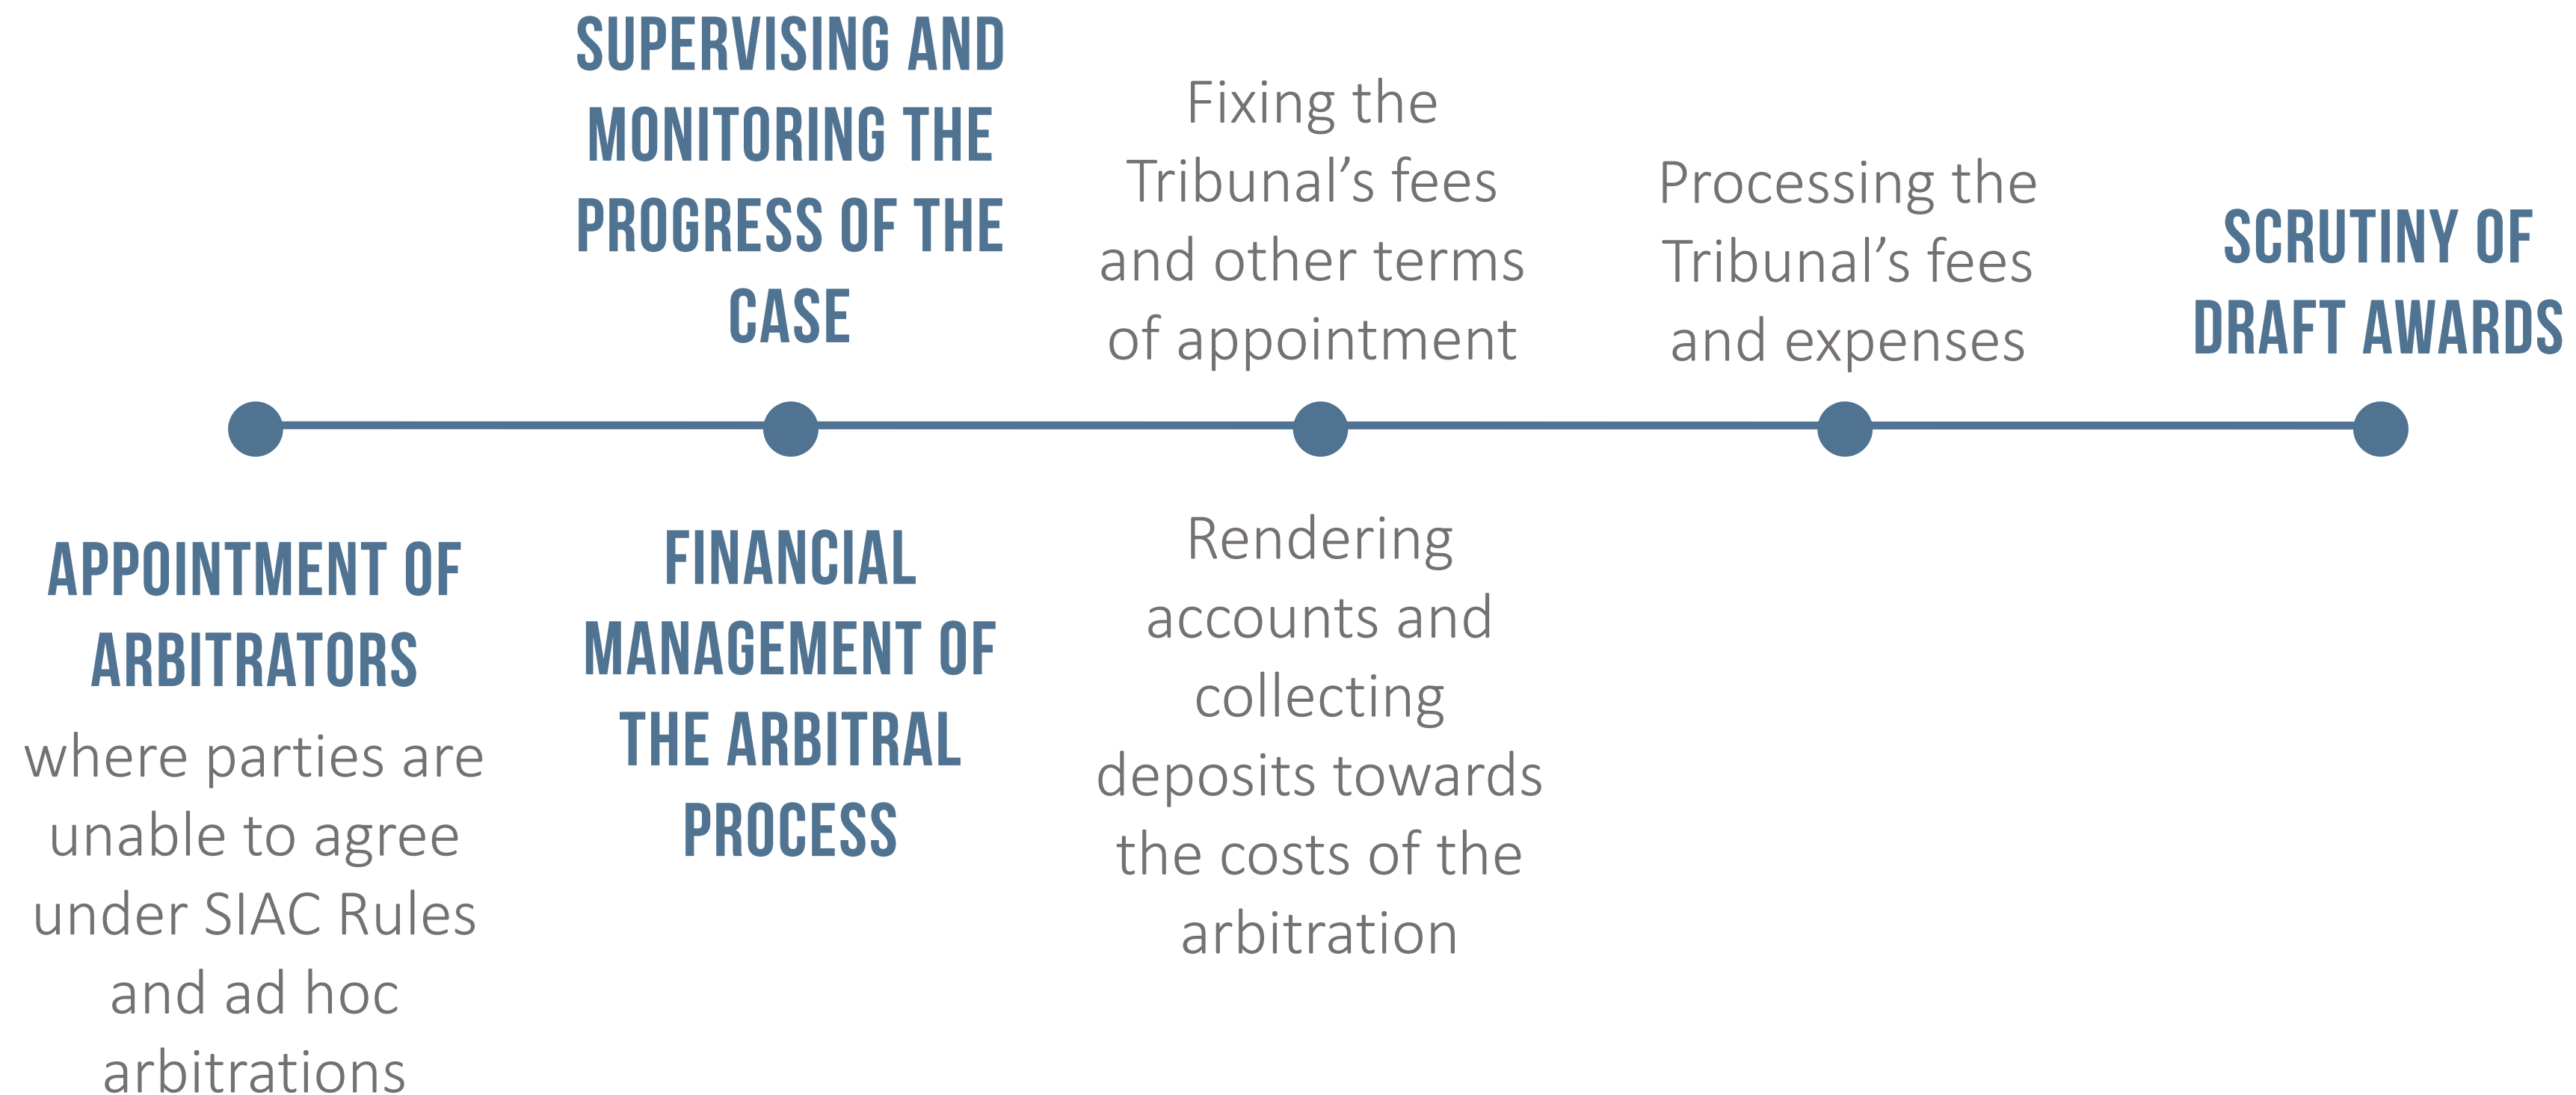 APPOINTMENT OF
ARBITRATORS
where parties are
unable to agree
under SIAC Rules
and ad hoc
arbitrations
SUPERVISING AND
MONITORING THE
PROGRESS OF THE
CASE
FINANCIAL
MANAGEMENT OF
THE ARBITRAL
PROCESS
Fixing the
Tribunal’s fees
and other terms
of appointment
Rendering
accounts and
collecting
deposits towards
the costs of the
arbitration
Processing the
Tribunal’s fees
and expenses
SCRUTINY OF
DRAFT AWARDS